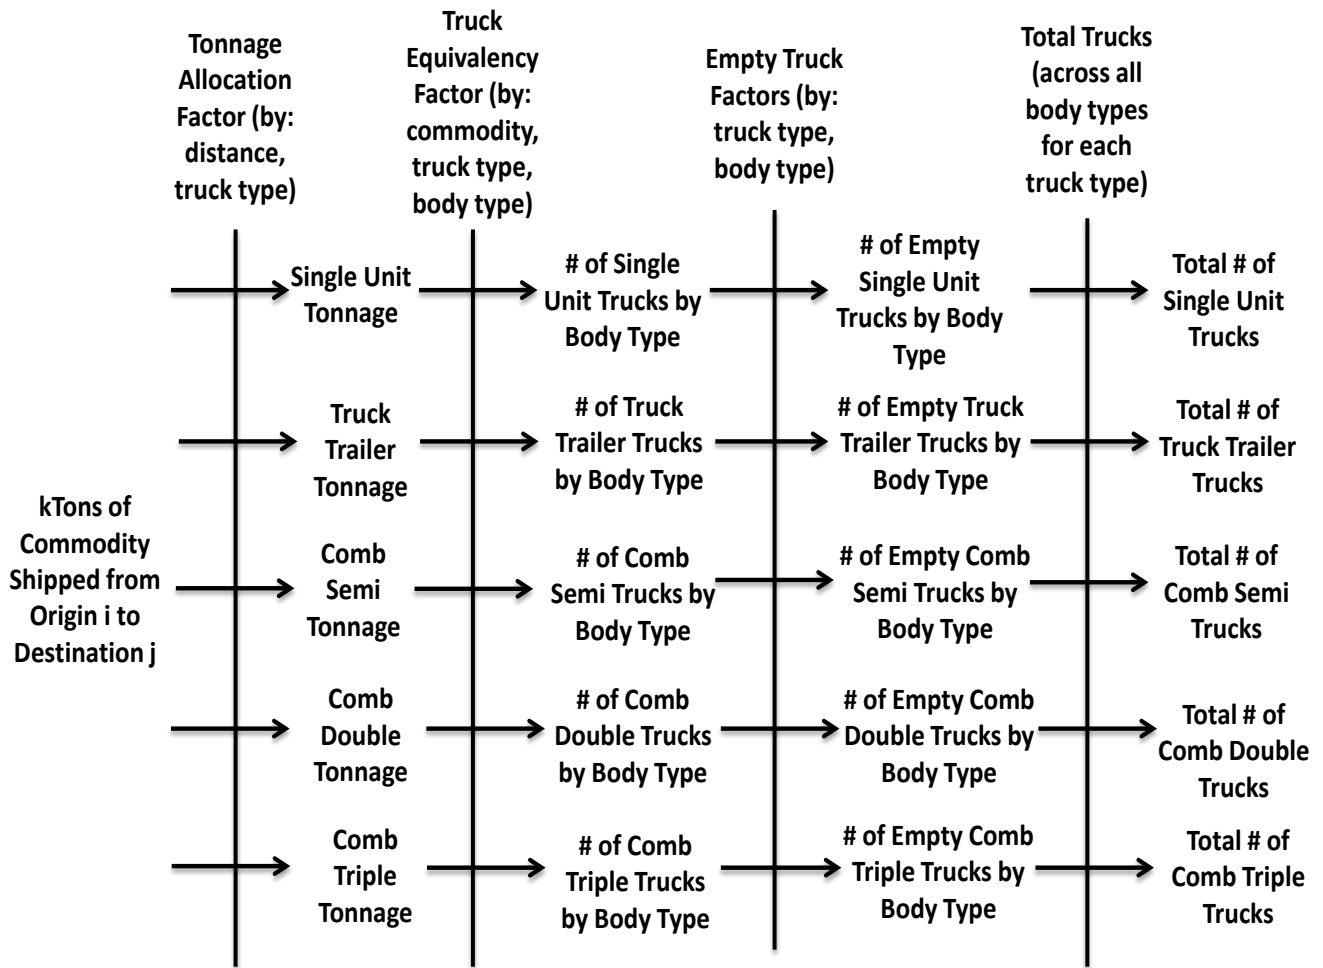 Tonnage
Allocation
Factor (by:
distance,
truck type)
Truck
Equivalency
Factor (by:
commodity,
truck type,
body type)
Empty Truck
Factors (by:
truck type,
body type)
Total Trucks
(across all
body types
for each
truck type)
kTons of
Commodity
Shipped from
Origin i to
Destination j
Single Unit
Tonnage
# of Single
Unit Trucks by
Body Type
# of Empty
Single Unit
Trucks by Body
Type
Total # of
Single Unit
Trucks
Truck
Trailer
Tonnage
# of Truck
Trailer Trucks
by Body Type
# of Empty Truck
Trailer Trucks by
Body Type
Total # of
Truck Trailer
Trucks
Comb
Semi
Tonnage
# of Comb
Semi Trucks by
Body Type
# of Empty Comb
Semi Trucks by
Body Type
Total # of
Comb Semi
Trucks
Comb
Double
Tonnage
# of Comb
Double Trucks
by Body Type
# of Empty Comb
Double Trucks by
Body Type
Total # of
Comb Double
Trucks
Comb
Triple
Tonnage
# of Comb
Triple Trucks
by Body Type
# of Empty Comb
Triple Trucks by
Body Type
Total # of
Comb Triple
Trucks